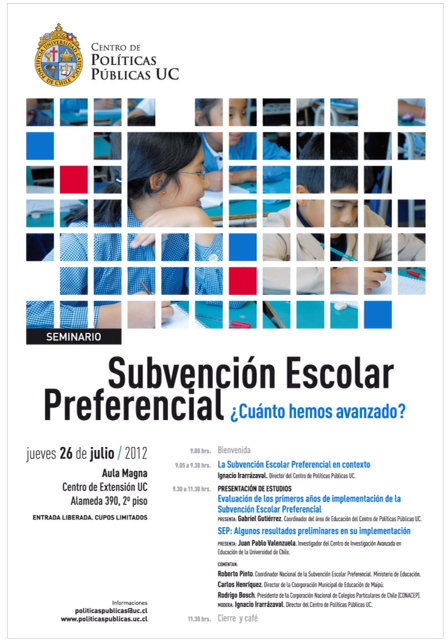 CENTRO DE
POLÍTICAS
PÚBLICAS UC
SEMINARIO
Subvención Escolar
Preferencial ¿Cuánto hemos avanzado?
jueves 26 de julio / 2012
Aula Magna
Centro de Extensión UC
Alameda 390, 2º piso
ENTRADA LIBERADA. CUPOS LIMITADOS
Informaciones
politicaspublicas@uc.cl
www.politicaspublicas.uc.cl
9.00 hrs. Bienvenida
9.05 a 9.30 hrs. La Subvención Escolar Preferencial en contexto
Ignacio Irarrázaval, Director del Centro de Políticas Públicas UC.
9.30 a 11.30 hrs. PRESENTACIÓN DE ESTUDIOS
Evaluación de los primeros años de implementación de la
Subvención Escolar Preferencial
PRESENTA: Gabriel Gutiérrez, Coordinador del área de Educación del Centro de Políticas Públicas UC.
SEP: Algunos resultados preliminares en su implementación
PRESENTA: Juan Pablo Valenzuela, Investigador del Centro de Investigación Avanzada en
Educación de la Universidad de Chile.
COMENTAN:
Roberto Pinto, Coordinador Nacional de la Subvención Escolar Preferencial, Ministerio de Educación.
Carlos Henríquez, Director de la Coorporación Municipal de Educación de Maipú.
Rodrigo Bosch, Presidente de la Corporación Nacional de Colegios Particulares de Chile (CONACEP).
MODERA: Ignacio Irarrázaval, Director del Centro de Políticas Públicas UC.
11.30 hrs. Cierre y café